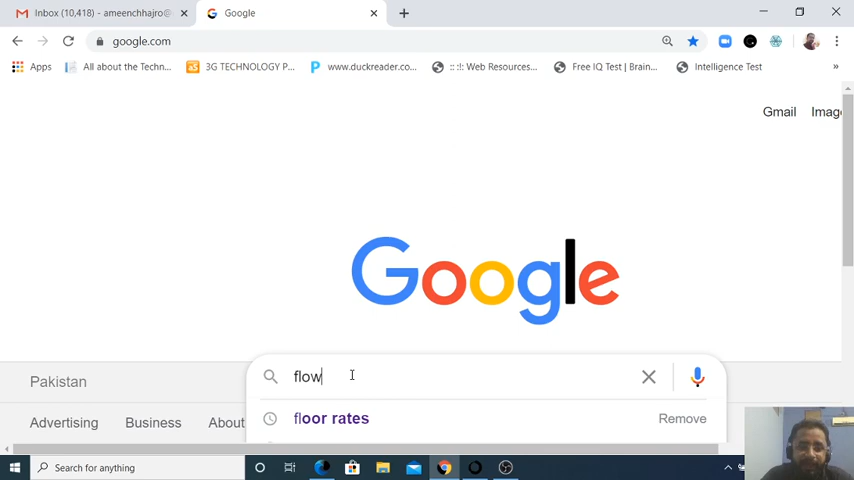 Inbox (10,418) - ameenchhajro@
Google
google.com
Apps
All about the Techn...
3G TECHNOLOGY P...
www.duckreader.co...
:: :!: Web Resources...
Free IQ Test | Brain...
Intelligence Test
»
Gmail
Image
Google
flow
floor rates
Remove
Pakistan
Advertising
Business
About
Search for anything